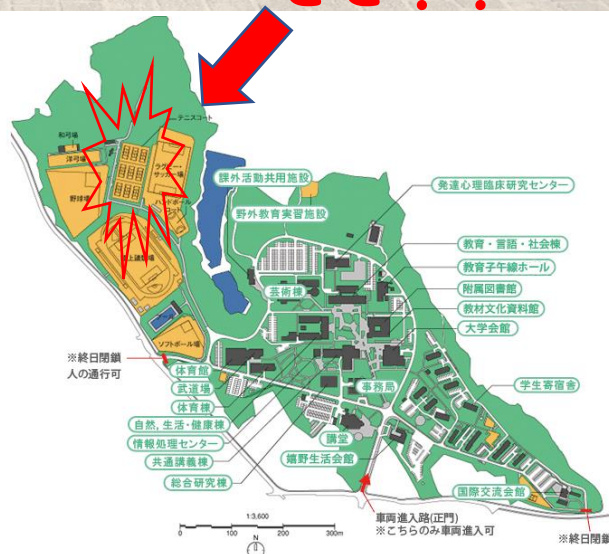 テニスコート
和弓場
洋弓場
ラグビー・
サッカー場
野球場
ハンドボール
コート
陸上競技場
プール
ソフトボール場
課外活動共用施設
野外教育実習施設
発達心理臨床研究センター
教育・言語・社会棟
教育子午線ホール
附属図書館
教材文化資料館
大学会館
芸術棟
事務局
学生寄宿舎
※終日閉鎖
人の通行可
体育館
武道場
体育棟
自然,生活・健康棟
情報処理センター
共通講義棟
総合研究棟
講堂
嬉野生活会館
国際交流会館
車両進入路(正門)
※こちらのみ車両進入可
※終日閉鎖
1:3,600
0 100 200 300m
N